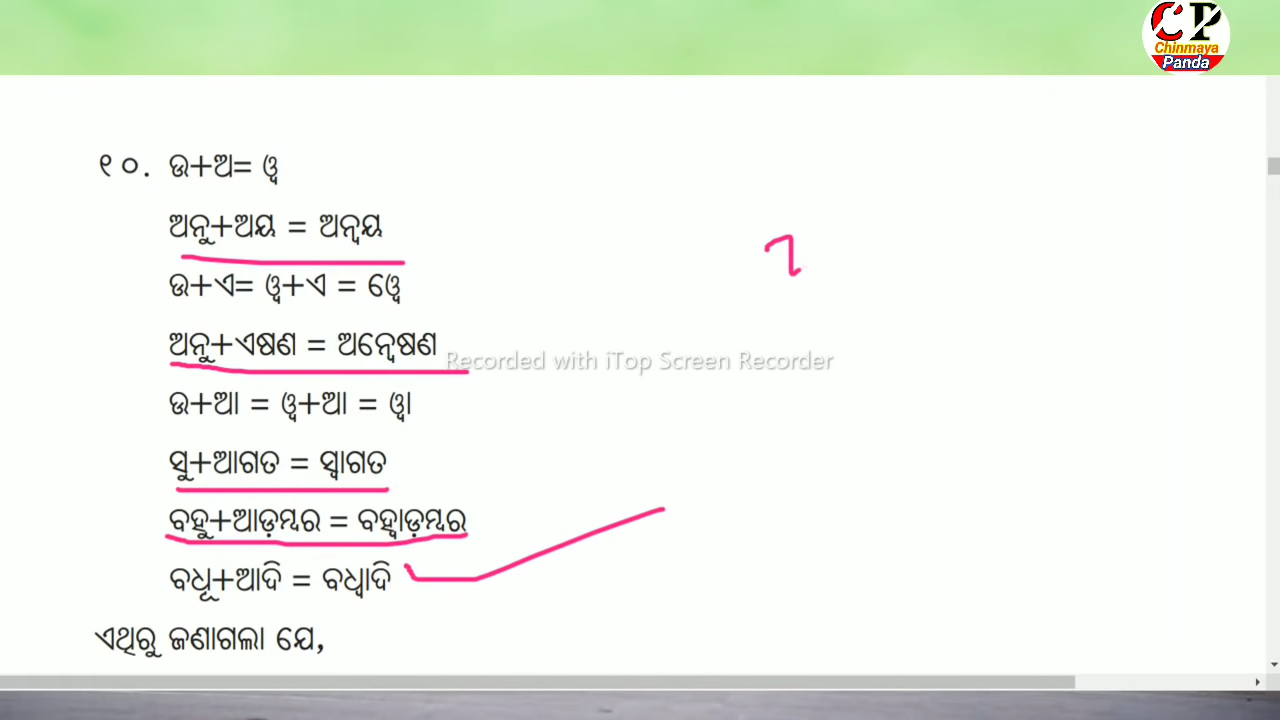 CP
Chinmaya
Panda
୧୦. ଉ+ଅ= ଓ୍ବ
ଅନୁ+ଅୟ = ଅନ୍ୱୟ
ଉ+ଏ= ଓ୍ବ+ଏ = ଓ୍ବେ
ଅନୁ+ଏଷଣ = ଅନ୍ୱେଷଣ
Recorded with iTop Screen Recorder
ଉ+ଆ = ଓ୍ବ+ଆ = ଓ୍ବା
ସୁ+ଆଗତ = ସ୍ୱାଗତ
ବହୁ+ଆଡ଼ମ୍ବର = ବହ୍ୱାଡ଼ମ୍ବର
ବଧୂ+ଆଦି = ବଧ୍ୱାଦି
ଏଥିରୁ ଜଣାଗଲା ଯେ,